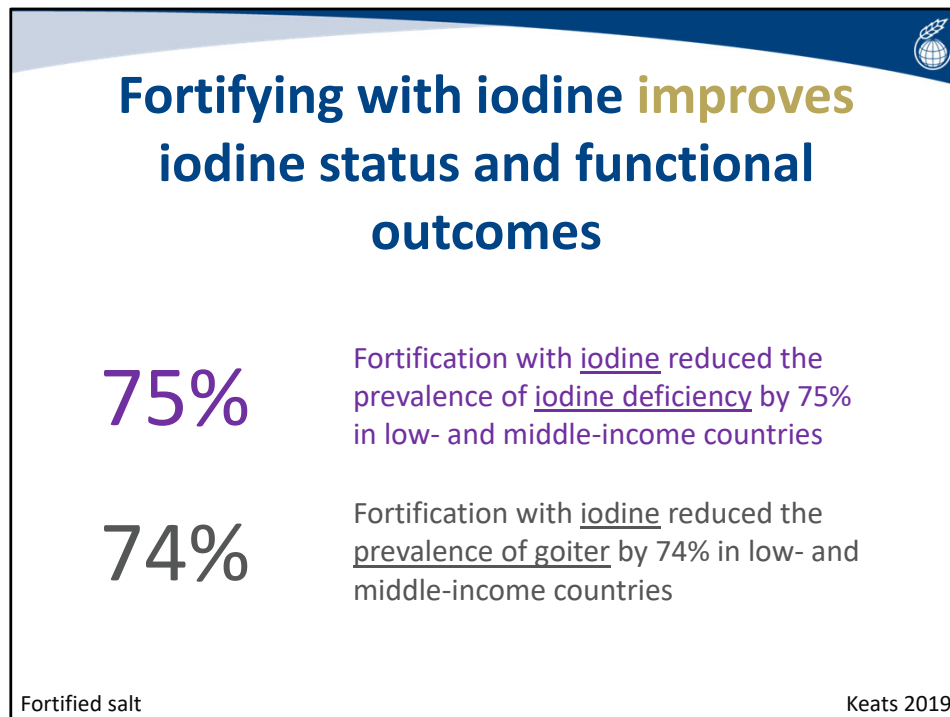 Fortifying with iodine improves
iodine status and functional
outcomes
75%
Fortification with iodine reduced the
prevalence of iodine deficiency by 75%
in low- and middle-income countries
74%
Fortification with iodine reduced the
prevalence of goiter by 74% in low- and
middle-income countries
Fortified salt
Keats 2019